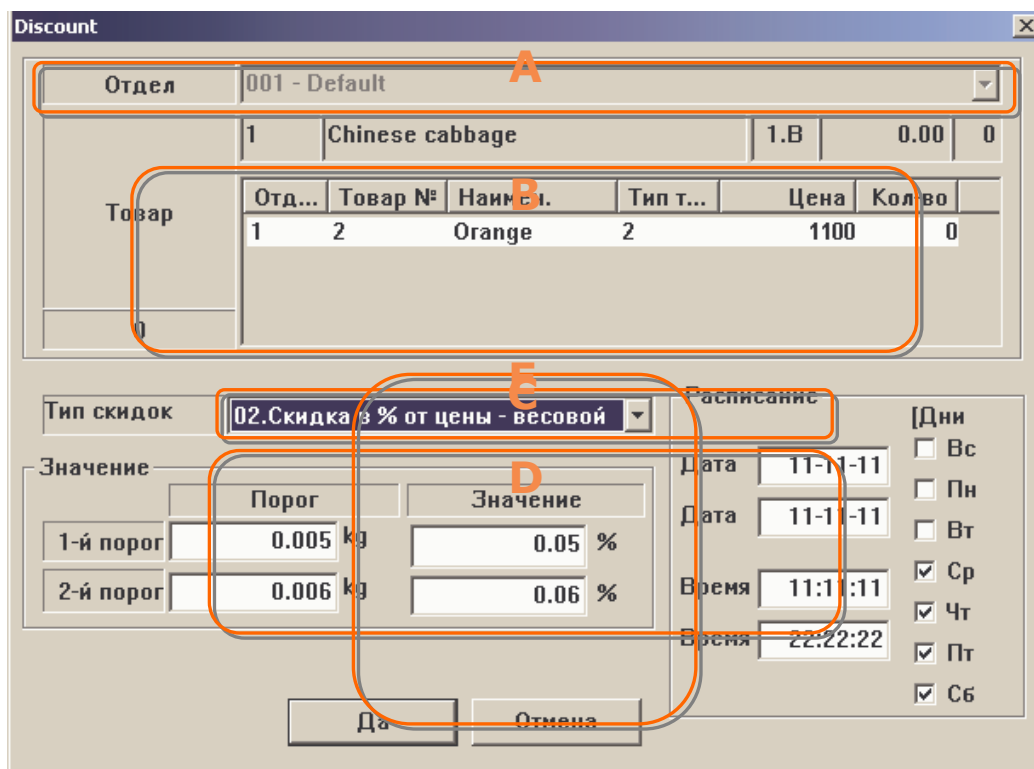 Discount
A
Отдел 001 - Default
1 Chinese cabbage 1.В 0.00 0
B
Товар
Отд... Товар № Наимен. Тип т... Цена Кол-во
1 2 Orange 2 1100 0
0
E
C
Тип скидок 02.Скидка в % от цены - весовой
Расписание
[Дни
Значение
D
Порог Значение
1-й порог 0.005 kg 0.05 %
2-й порог 0.006 kg 0.06 %
Дата 11-11-11
Дата 11-11-11
Время 11:11:11
Время 22:22:22
Вс
Пн
Вт
Ср
Чт
Пт
Сб
Да Отмена